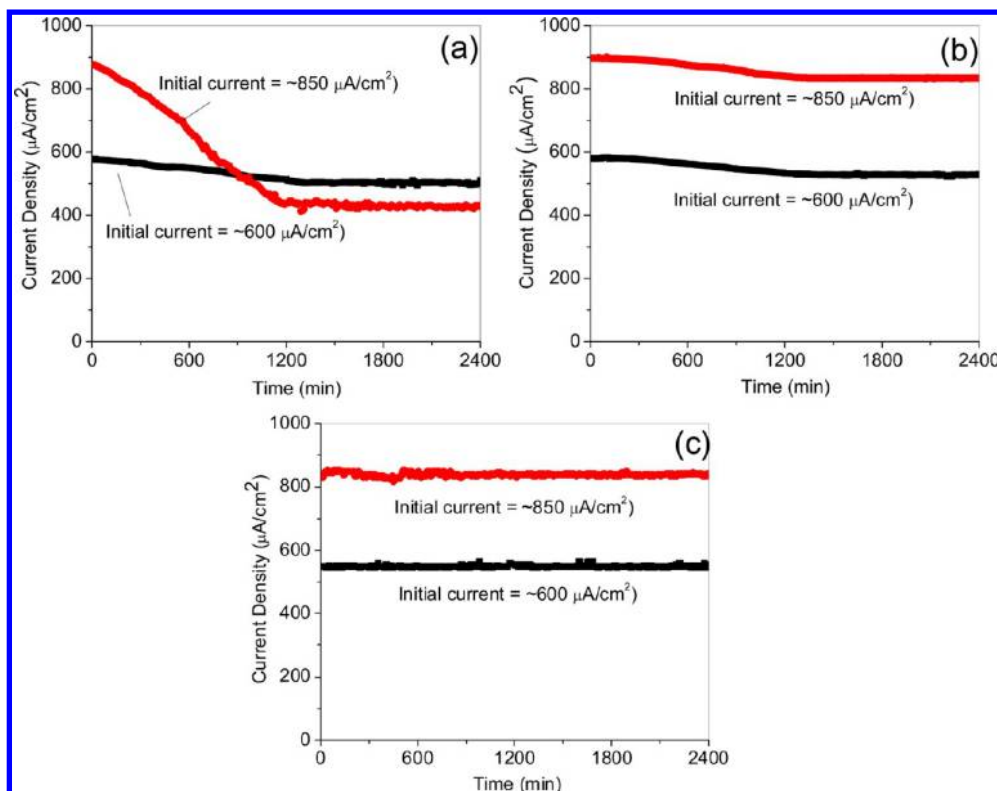 (a)
1000
800
600
400
200
0
Current Density (μA/cm²)
Initial current = ~850 μA/cm²)
Initial current = ~600 μA/cm²)
0 600 1200 1800 2400
Time (min)
(b)
1000
800
600
400
200
0
Current Density (μA/cm²)
Initial current = ~850 μA/cm²)
Initial current = ~600 μA/cm²)
0 600 1200 1800 2400
Time (min)
(c)
1000
800
600
400
200
0
Current Density (μA/cm²)
Initial current = ~850 μA/cm²)
Initial current = ~600 μA/cm²)
0 600 1200 1800 2400
Time (min)